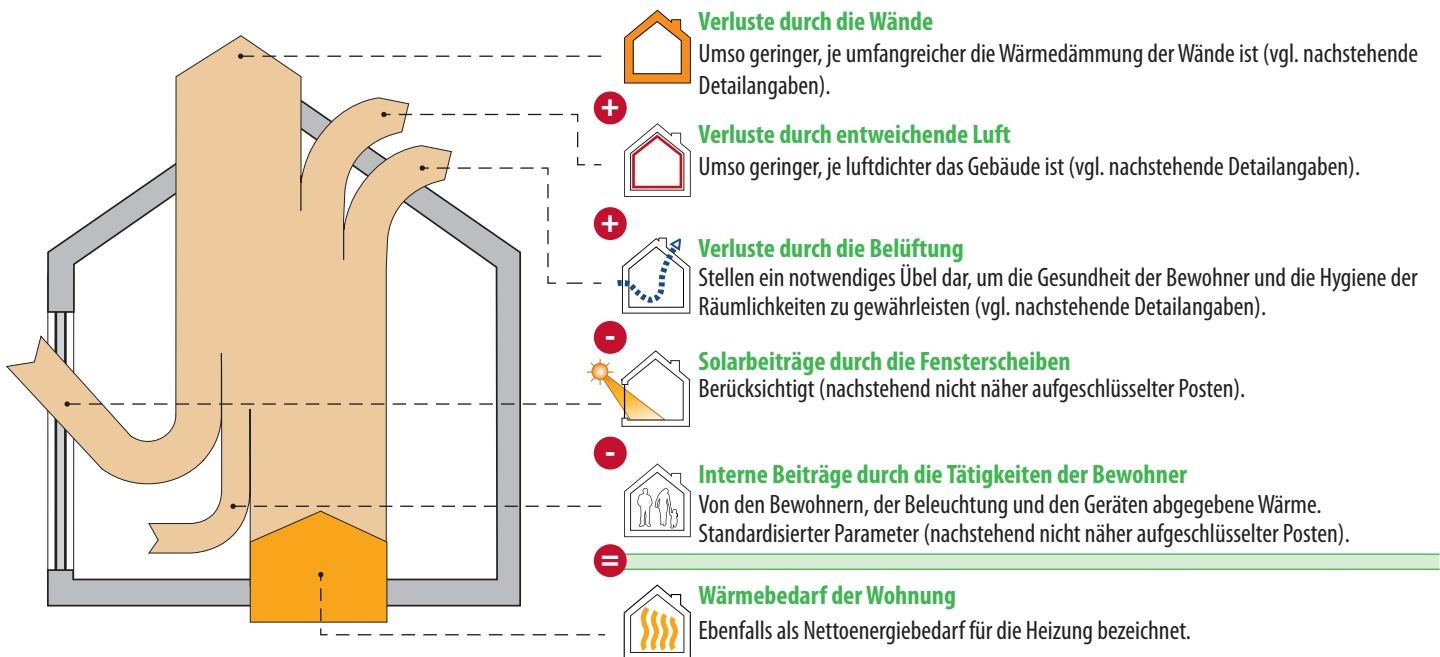 Verluste durch die Wände
Umso geringer, je umfangreicher die Wärmedämmung der Wände ist (vgl. nachstehende
Detailangaben).
+
Verluste durch entweichende Luft
Umso geringer, je luftdichter das Gebäude ist (vgl. nachstehende Detailangaben).
+
Verluste durch die Belüftung
Stellen ein notwendiges Übel dar, um die Gesundheit der Bewohner und die Hygiene der
Räumlichkeiten zu gewährleisten (vgl. nachstehende Detailangaben).
-
Solarbeiträge durch die Fensterscheiben
Berücksichtigt (nachstehend nicht näher aufgeschlüsselter Posten).
-
Interne Beiträge durch die Tätigkeiten der Bewohner
Von den Bewohnern, der Beleuchtung und den Geräten abgegebene Wärme.
Standardisierter Parameter (nachstehend nicht näher aufgeschlüsselter Posten).
=
Wärmebedarf der Wohnung
Ebenfalls als Nettoenergiebedarf für die Heizung bezeichnet.